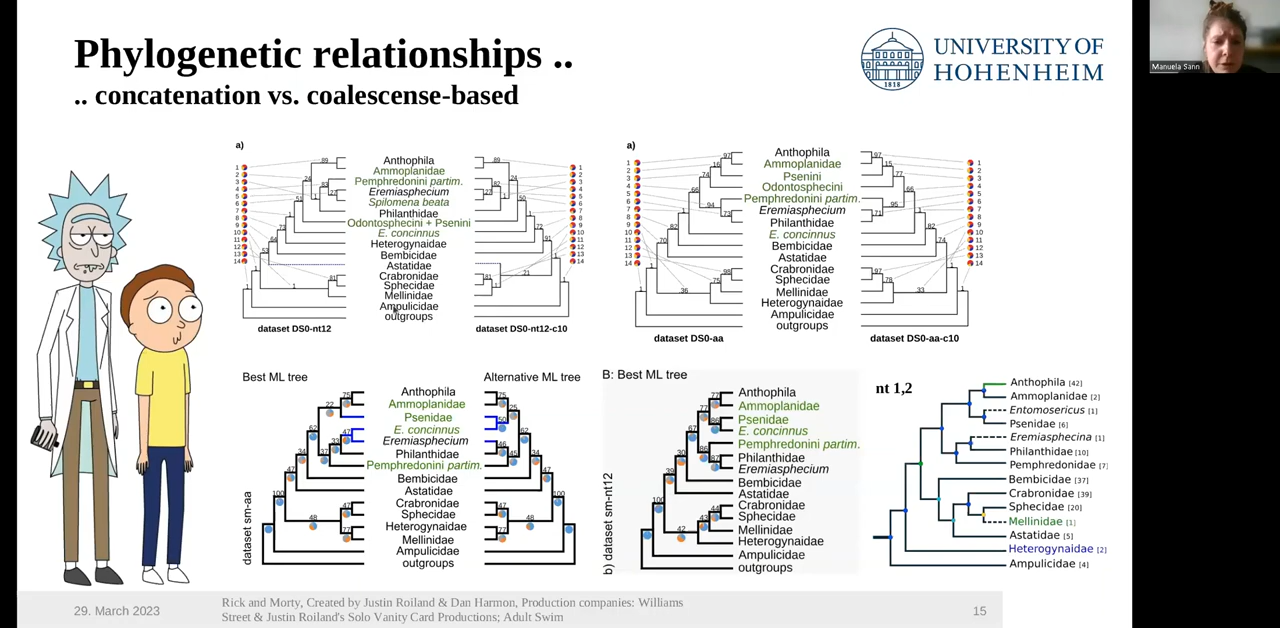 Phylogenetic relationships ..
.. concatenation vs. coalescense-based
UNIVERSITY OF
HOHENHEIM
1818
Manuela Sann
a)
Anthophila
Ammoplanidae
Pemphredonini partim.
Eremiasphecium
Spilomena beata
Philanthidae
Odontosphecini + Psenini
E. concinnus
Heterogynaidae
Bembicidae
Astatidae
Crabronidae
Sphecidae
Mellinidae
Ampulicidae
outgroups
dataset DS0-nt12
dataset DS0-nt12-c10
a)
Anthophila
Ammoplanidae
Psenini
Odontosphecini
Pemphredonini partim.
Eremiasphecium
Philanthidae
E. concinnus
Bembicidae
Astatidae
Crabronidae
Sphecidae
Mellinidae
Heterogynaidae
Ampulicidae
outgroups
dataset DS0-aa
dataset DS0-aa-c10
Best ML tree
Alternative ML tree
Anthophila
Ammoplanidae
Psenidae
E. concinnus
Eremiasphecium
Philanthidae
Pemphredonini partim.
Bembicidae
Astatidae
Crabronidae
Sphecidae
Heterogynaidae
Mellinidae
Ampulicidae
outgroups
dataset sm-aa
B: Best ML tree
Anthophila
Ammoplanidae
Psenidae
E. concinnus
Pemphredonini partim.
Philanthidae
Eremiasphecium
Bembicidae
Astatidae
Crabronidae
Sphecidae
Mellinidae
Heterogynaidae
Ampulicidae
outgroups
b) dataset sm-nt12
nt 1,2
Anthophila [42]
Ammoplanidae [2]
Entomosericus [1]
Psenidae [6]
Eremiasphecina [1]
Philanthidae [10]
Pemphredonidae [7]
Bembicidae [37]
Crabronidae [39]
Sphecidae [20]
Mellinidae [1]
Astatidae [5]
Heterogynaidae [2]
Ampulicidae [4]
29. March 2023
Rick and Morty, Created by Justin Roiland & Dan Harmon, Production companies: Williams
Street & Justin Roiland's Solo Vanity Card Productions; Adult Swim
15